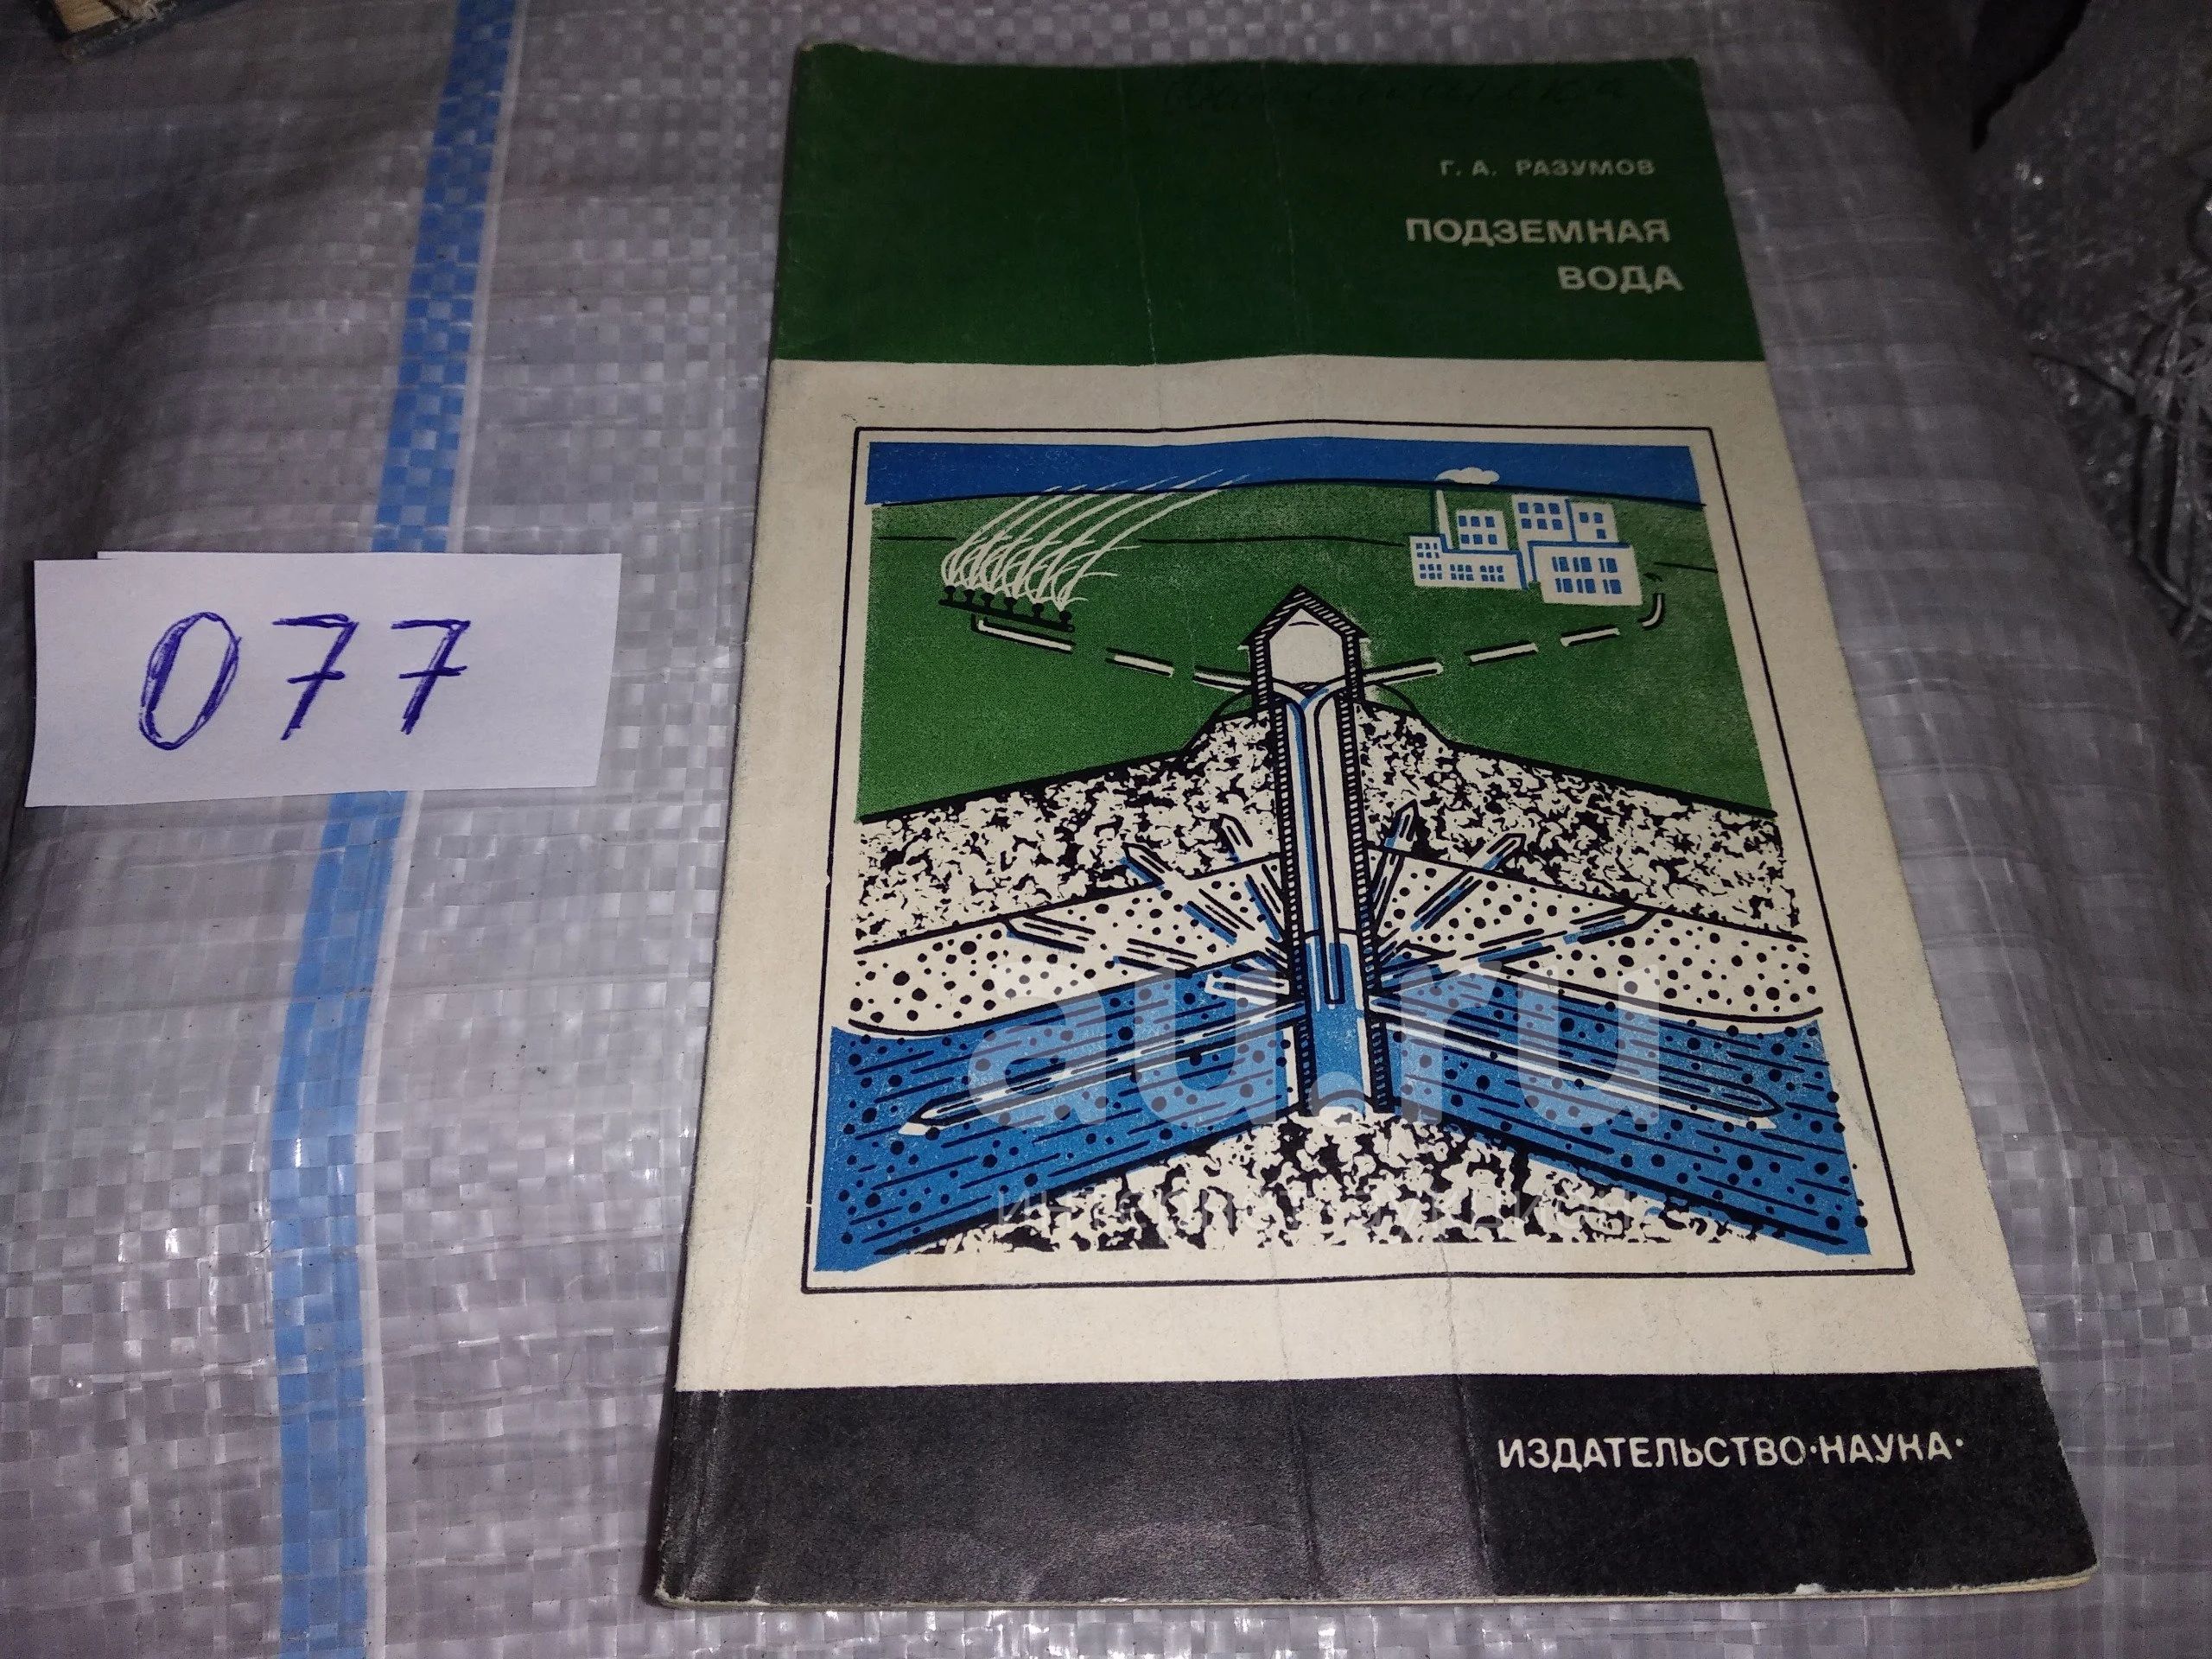 Г. А. РАЗУМОВ
ПОДЗЕМНАЯ
ВОДА
077
au.ru
ИЗДАТЕЛЬСТВО·НАУКА·